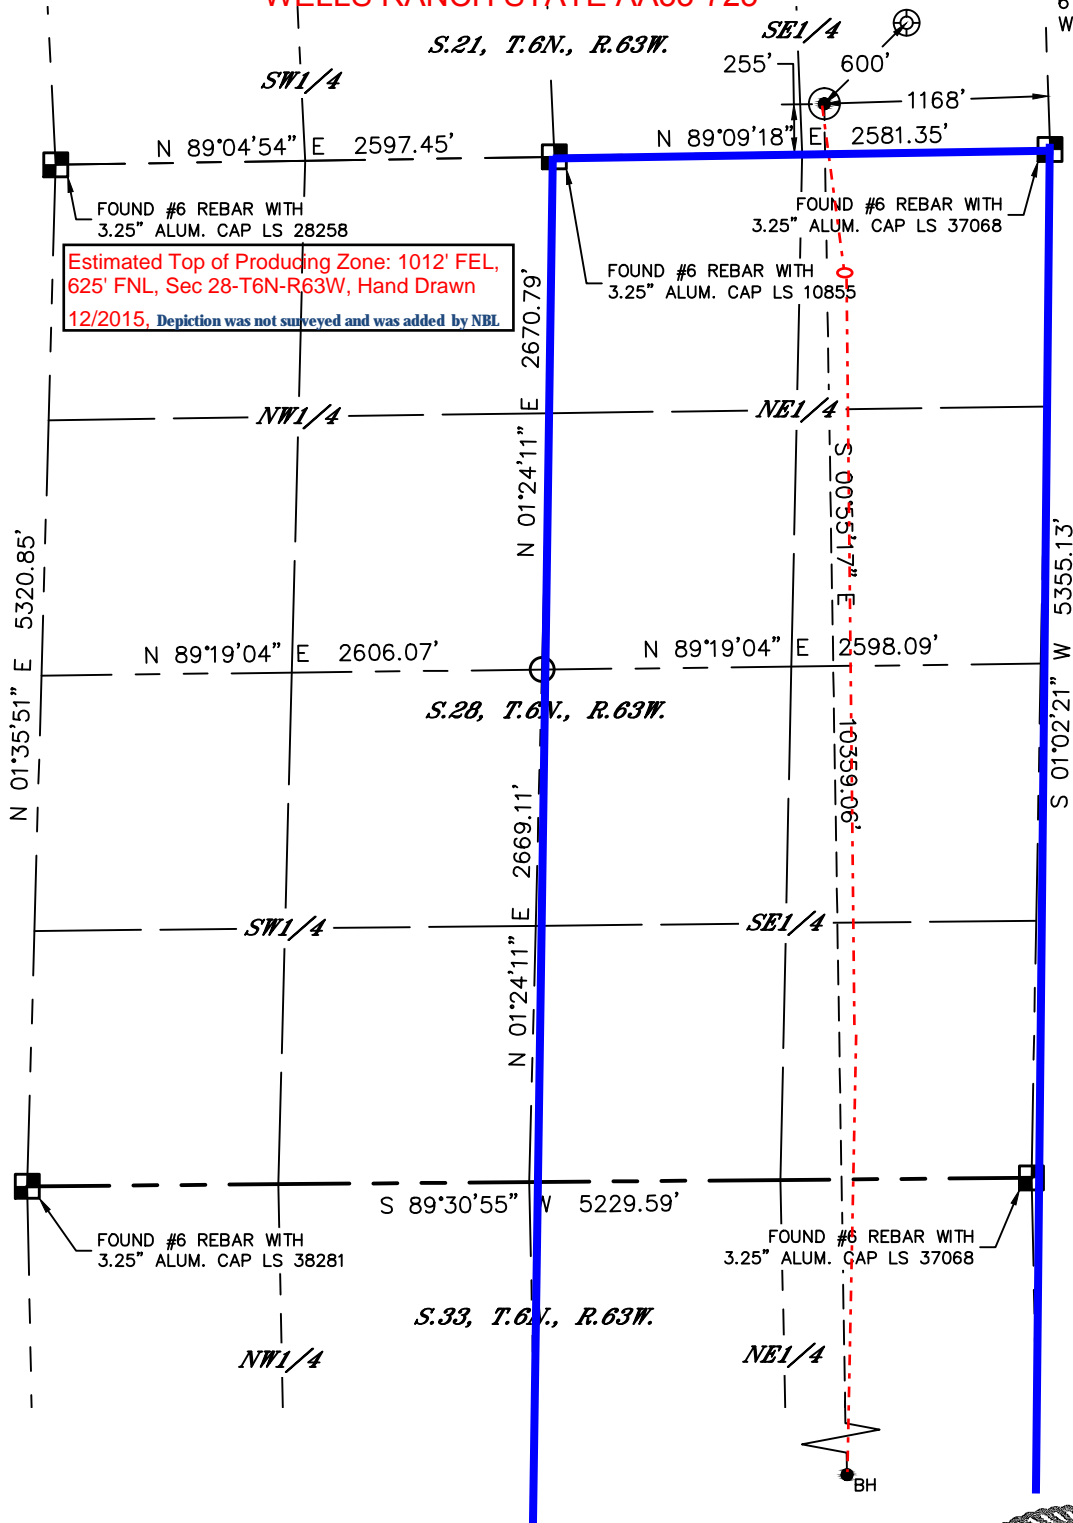 S.21, T.6N., R.63W.
SE1/4
SW1/4
255'
600'
1168'
N 89°04'54" E 2597.45'
N 89°09'18" E 2581.35'
FOUND #6 REBAR WITH
3.25" ALUM. CAP LS 28258
FOUND #6 REBAR WITH
3.25" ALUM. CAP LS 37068
FOUND #6 REBAR WITH
3.25" ALUM. CAP LS 10855
Estimated Top of Producing Zone: 1012' FEL,
625' FNL, Sec 28-T6N-R63W, Hand Drawn
12/2015, Depiction was not surveyed and was added by NBL
N 01°24'11" E 2670.79'
NW1/4
NE1/4
S 00°55'17" E 10359.06'
N 01°35'51" E 5320.85'
S 01°02'21" W 5355.13'
N 89°19'04" E 2606.07'
N 89°19'04" E 2598.09'
S.28, T.6N., R.63W.
N 01°24'11" E 2669.11'
SW1/4
SE1/4
S 89°30'55" W 5229.59'
FOUND #6 REBAR WITH
3.25" ALUM. CAP LS 38281
FOUND #6 REBAR WITH
3.25" ALUM. CAP LS 37068
S.33, T.6N., R.63W.
NW1/4
NE1/4
BH